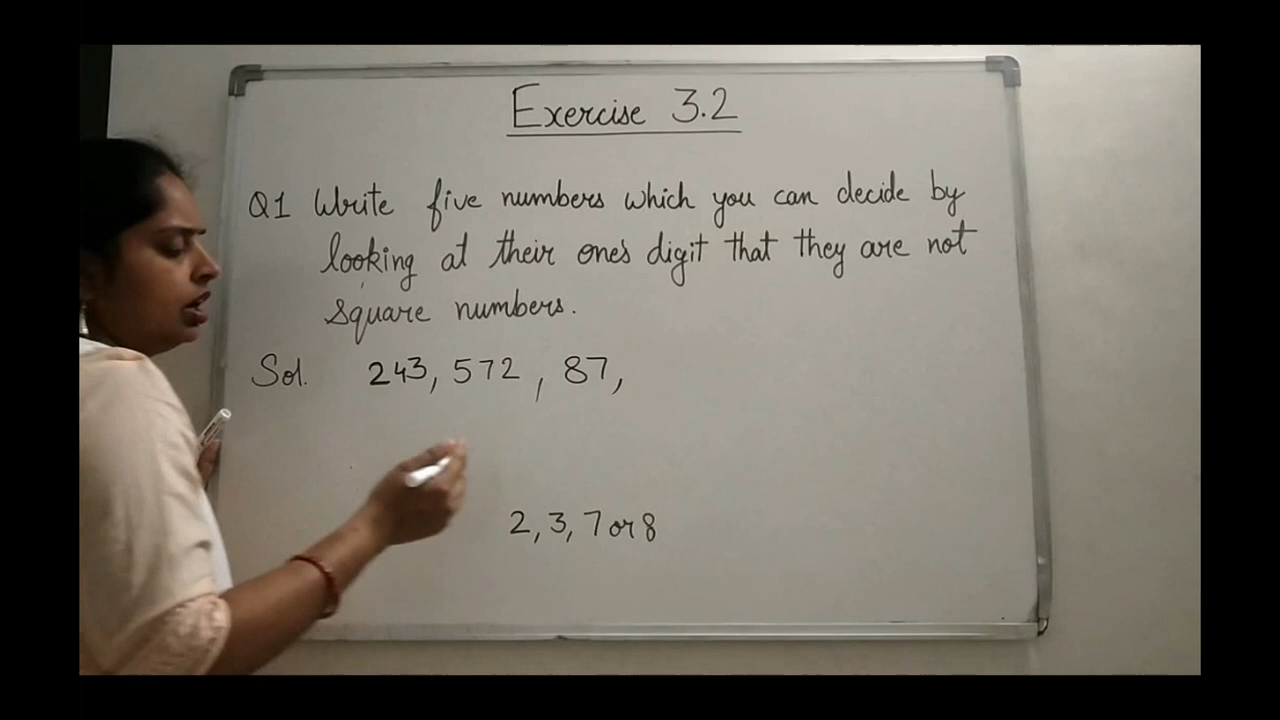 Exercise 3.2
Q1 Write five numbers which you can decide by
looking at their one's digit that they are not
square numbers.
Sol. 243, 572, 87,
2, 3, 7 or 8